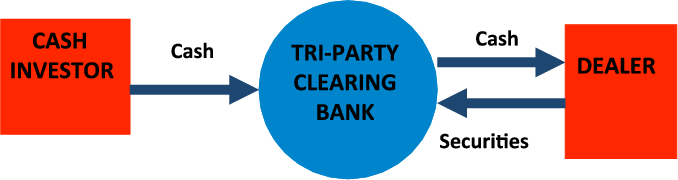 CASH
INVESTOR
Cash
TRI-PARTY
CLEARING
BANK
Cash
Securities
DEALER